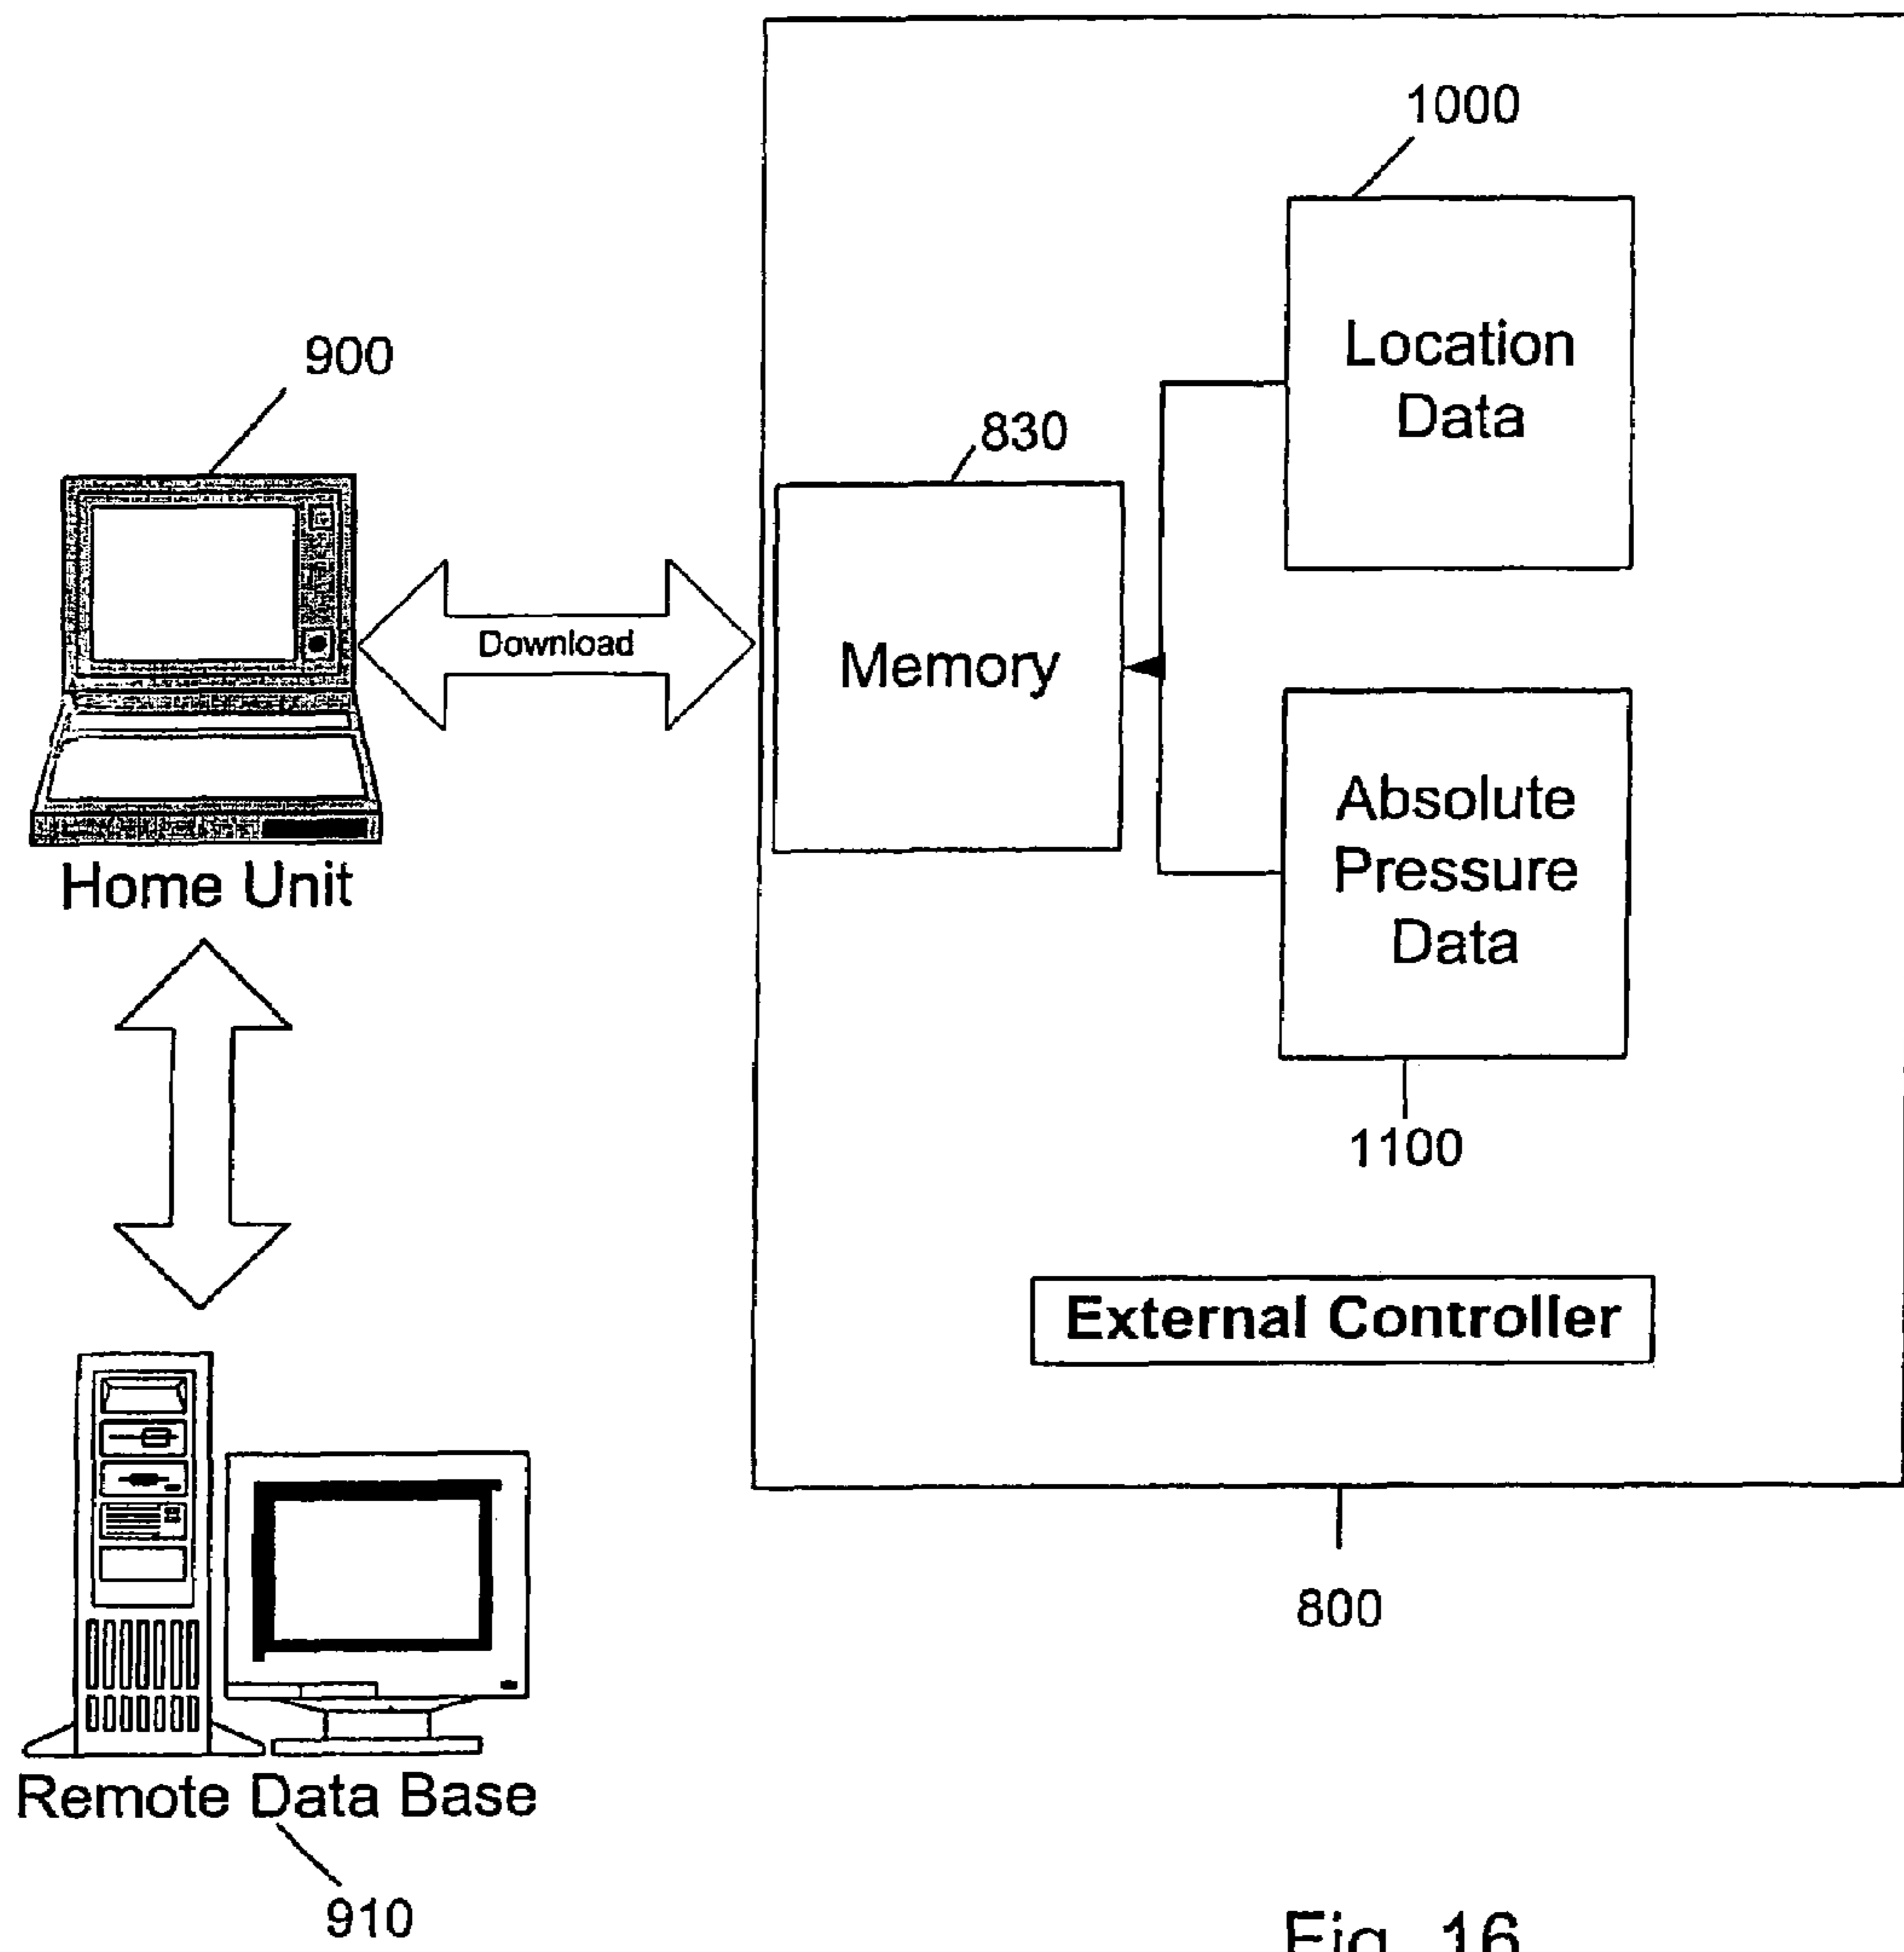 1000
Location
Data
900
830
Download
Memory
Absolute
Pressure
Data
Home Unit
1100
External Controller
800
Remote Data Base
910
Fig. 16